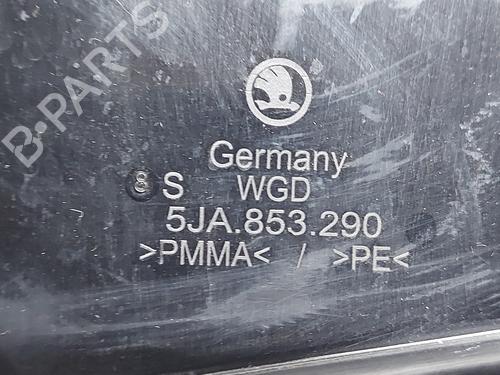 B-PARTS
Germany
8 S WGD
5JA.853.290
>PMMA< / >PE<